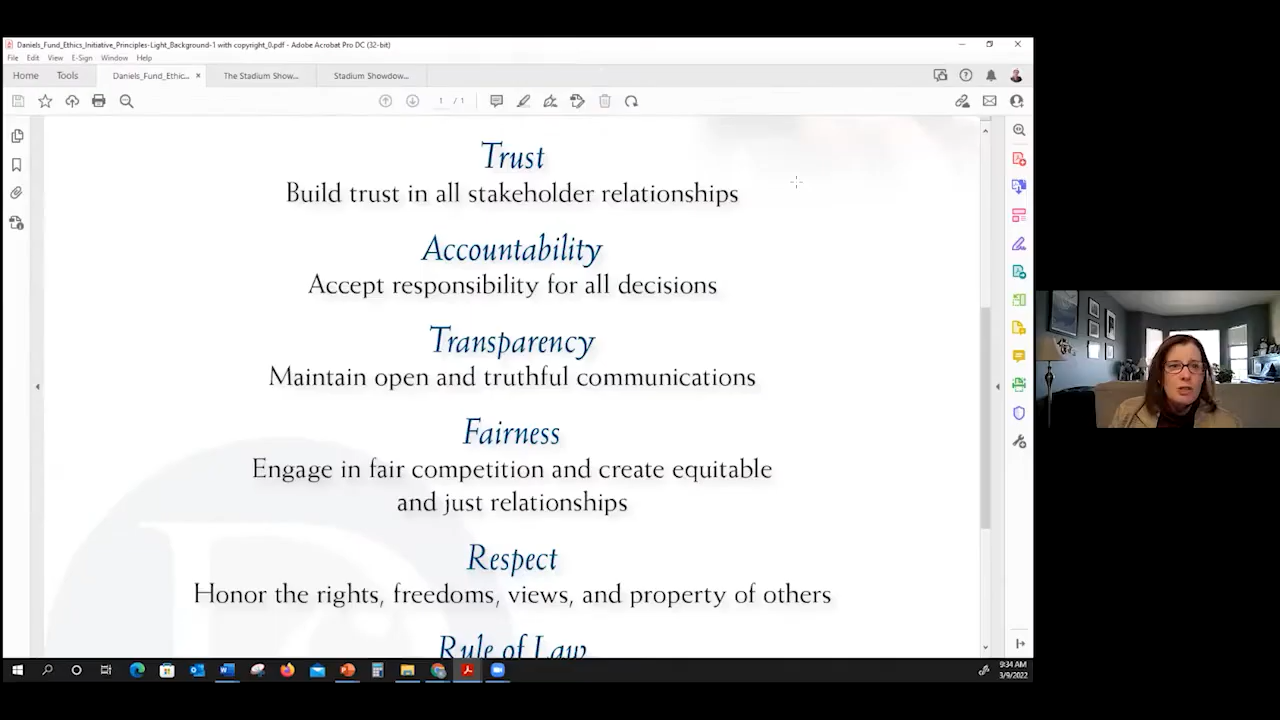 Daniels_Fund_Ethics_Initiative_Principles-Light_Background-1 with copyright_0.pdf - Adobe Acrobat Pro DC (32-bit)
File Edit View E-Sign Window Help
Home Tools Daniels_Fund_Ethic... × The Stadium Show... Stadium Showdow...
1 / 1
Trust
Build trust in all stakeholder relationships
Accountability
Accept responsibility for all decisions
Transparency
Maintain open and truthful communications
Fairness
Engage in fair competition and create equitable
and just relationships
Respect
Honor the rights, freedoms, views, and property of others
Rule of Law
9:34 AM
3/9/2022